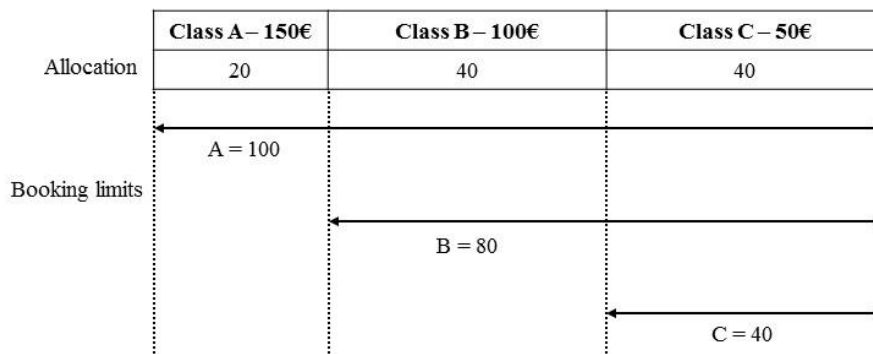 Class A – 150€ Class B – 100€ Class C – 50€
Allocation 20 40 40
A = 100
Booking limits
B = 80
C = 40